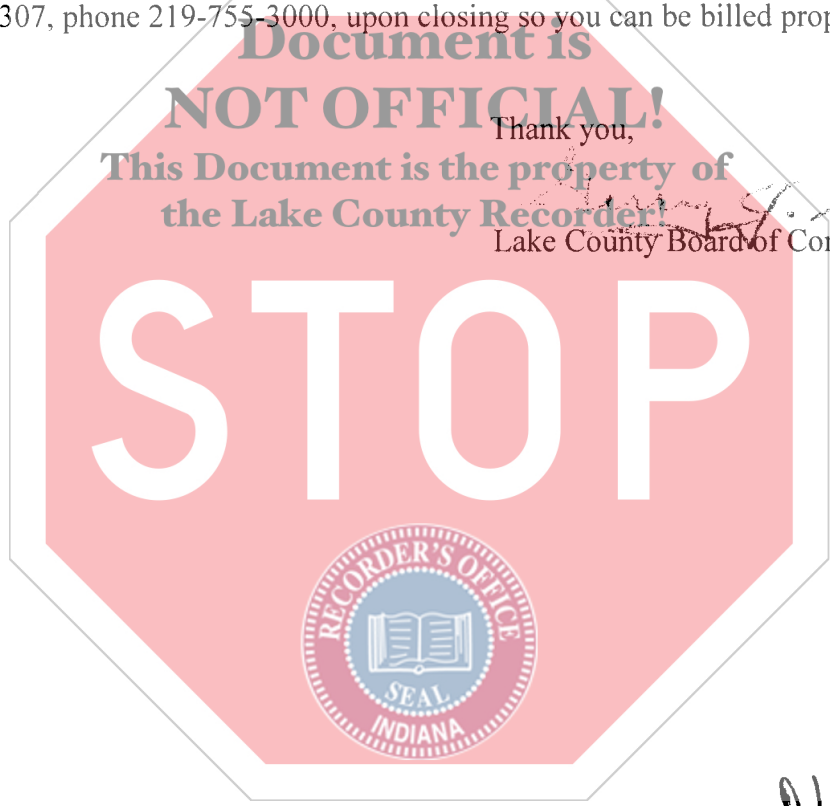 307, phone 219-755-3000, upon closing so you can be billed prop
Document is
NOT OFFICIAL!
Thank you,
This Document is the property of
the Lake County Recorder!
Lake County Board of Com
STOP
RECORDER'S OFFICE
SEAL
INDIANA